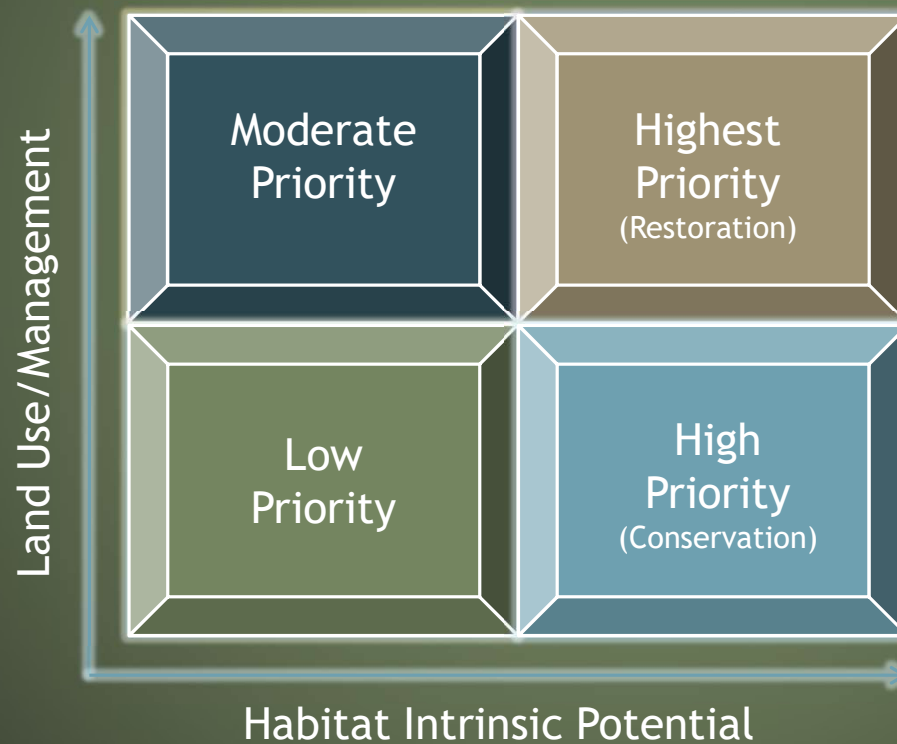 Land Use/Management
Moderate
Priority
Highest
Priority
(Restoration)
Low
Priority
High
Priority
(Conservation)
Habitat Intrinsic Potential